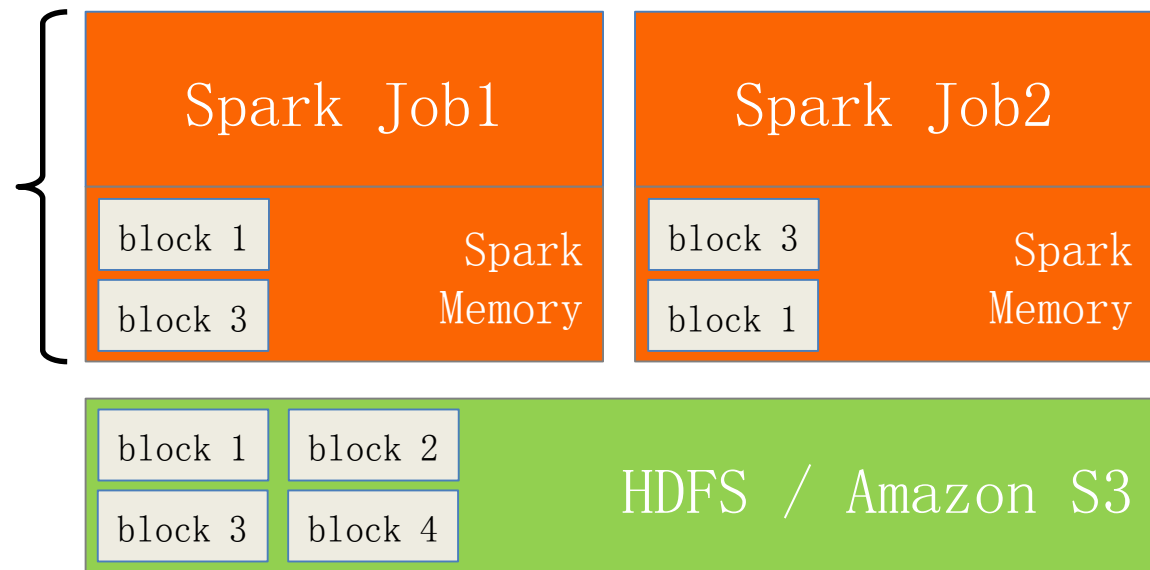 Spark Job1
block 1
block 3
Spark
Memory
Spark Job2
block 3
block 1
Spark
Memory
block 1
block 2
block 3
block 4
HDFS / Amazon S3